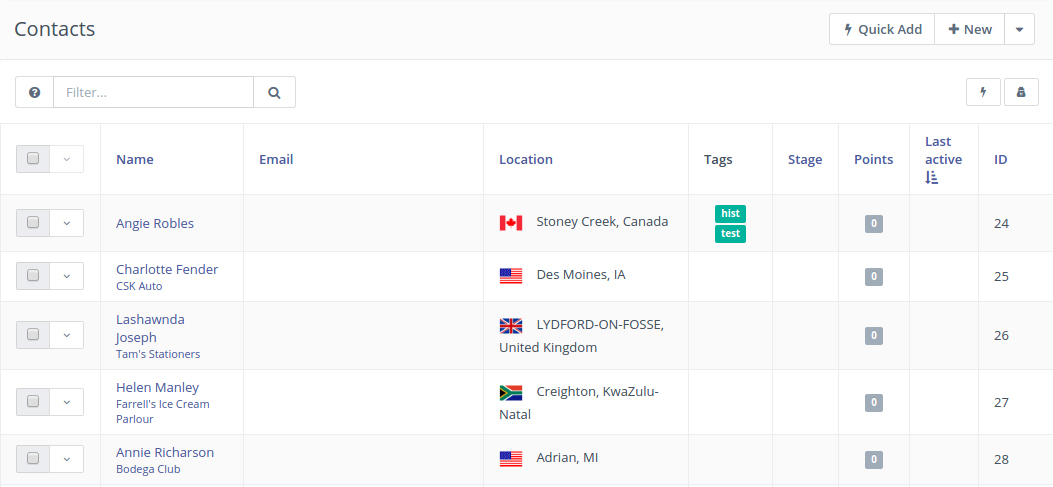 Contacts
Quick Add
New
Filter...
Name
Email
Location
Tags
Stage
Points
Last
active
ID
Angie Robles
Stoney Creek, Canada
hist
test
0
24
Charlotte Fender
CSK Auto
Des Moines, IA
0
25
Lashawnda
Joseph
Tam's Stationers
LYDFORD-ON-FOSSE,
United Kingdom
0
26
Helen Manley
Farrell's Ice Cream
Parlour
Creighton, KwaZulu-
Natal
0
27
Annie Richarson
Bodega Club
Adrian, MI
0
28